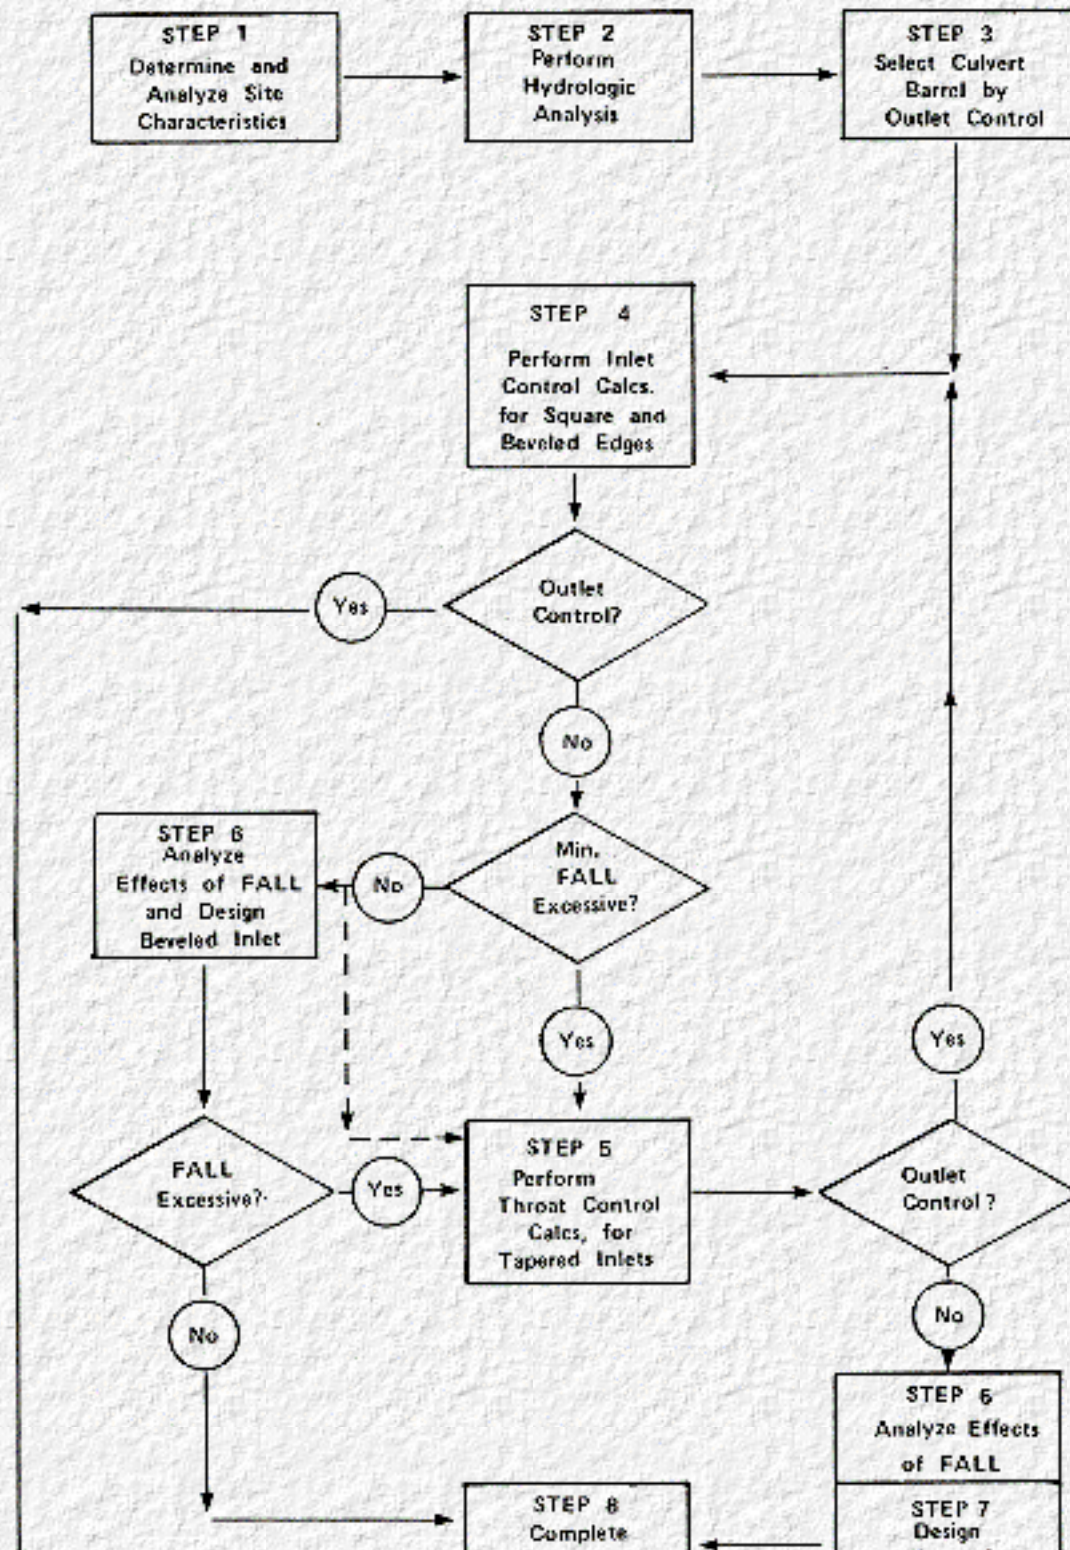 STEP 1
Determine and
Analyze Site
Characteristics
STEP 2
Perform
Hydrologic
Analysis
STEP 3
Select Culvert
Barrel by
Outlet Control
STEP 4
Perform Inlet
Control Calcs.
for Square and
Beveled Edges
Outlet
Control?
Yes
No
Min.
FALL
Excessive?
No
STEP 6
Analyze
Effects of FALL
and Design
Beveled Inlet
Yes
Yes
FALL
Excessive?
Yes
STEP 5
Perform
Throat Control
Calcs, for
Tapered Inlets
Outlet
Control?
No
No
STEP 6
Analyze Effects
of FALL
STEP 8
Complete
STEP 7
Design